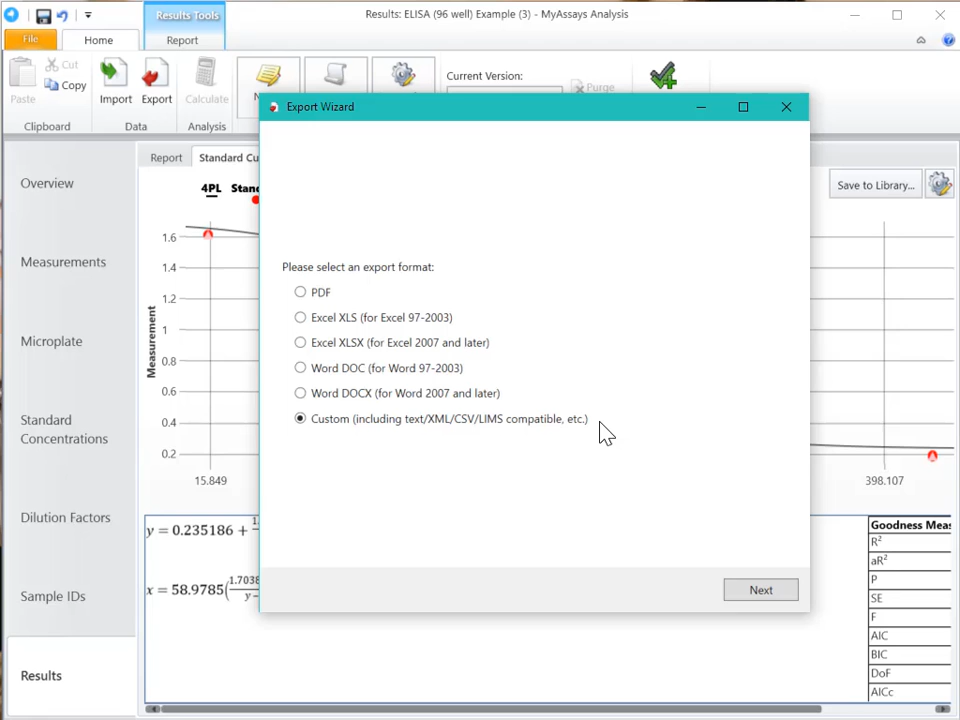 Results Tools
Results: ELISA (96 well) Example (3) - MyAssays Analysis
File
Home
Report
Cut
Copy
Paste
Import
Export
Calculate
Current Version:
Purge
Clipboard
Data
Analysis
Export Wizard
Overview
Measurements
Microplate
Standard
Concentrations
Dilution Factors
Sample IDs
Results
Report
Standard Cu
Save to Library...
4PL Stand
Measurement
1.6
1.4
1.2
1
0.8
0.6
0.4
0.2
15.849
398.107
Please select an export format:
PDF
Excel XLS (for Excel 97-2003)
Excel XLSX (for Excel 2007 and later)
Word DOC (for Word 97-2003)
Word DOCX (for Word 2007 and later)
Custom (including text/XML/CSV/LIMS compatible, etc.)
Next
y = 0.235186 + 1.
x = 58.9785(1.7038
y −
Goodness Meas
R²
aR²
P
SE
F
AIC
BIC
DoF
AICc